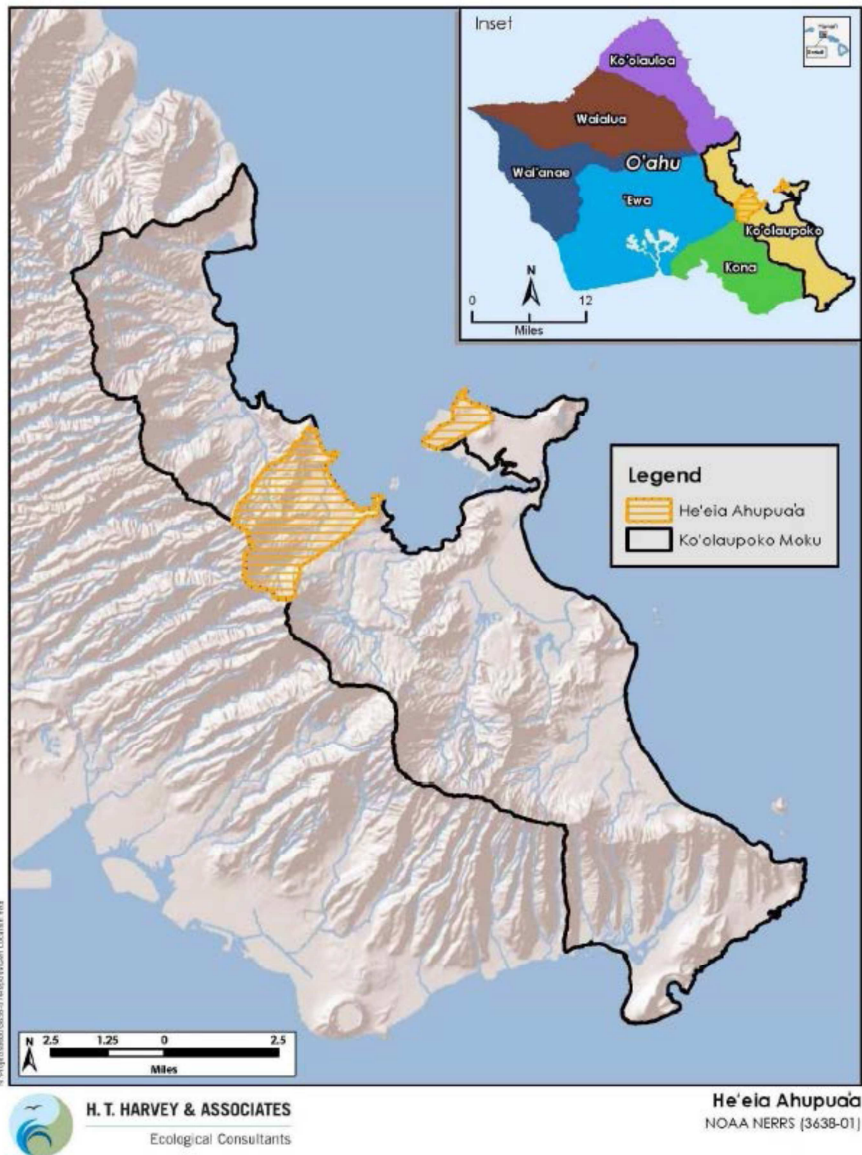 Inset
Ko'olauloa
Waialua
Wai'anae
O'ahu
'Ewa
Ko'olaupoko
Kona
N
0 12
Miles
Legend
He'eia Ahupua'a
Ko'olaupoko Moku
N 2.5 1.25 0 2.5
Miles
H. T. HARVEY & ASSOCIATES
Ecological Consultants
He'eia Ahupua'a
NOAA NERRS (3638-01)